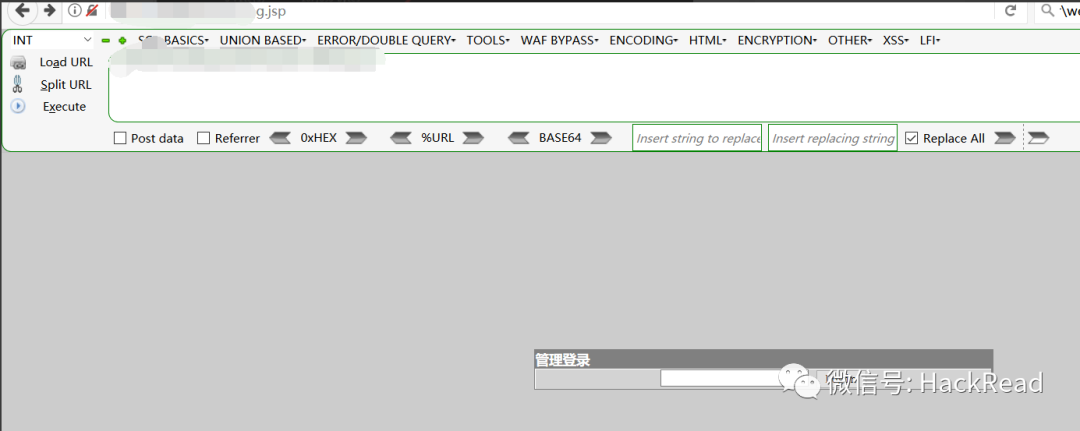 g.jsp
\we
INT
BASICS UNION BASED ERROR/DOUBLE QUERY TOOLS WAF BYPASS ENCODING HTML ENCRYPTION OTHER XSS LFI
Load URL
Split URL
Execute
Post data Referrer 0xHEX %URL BASE64 Insert string to replace Insert replacing string Replace All
管理登录
微信号: HackRead